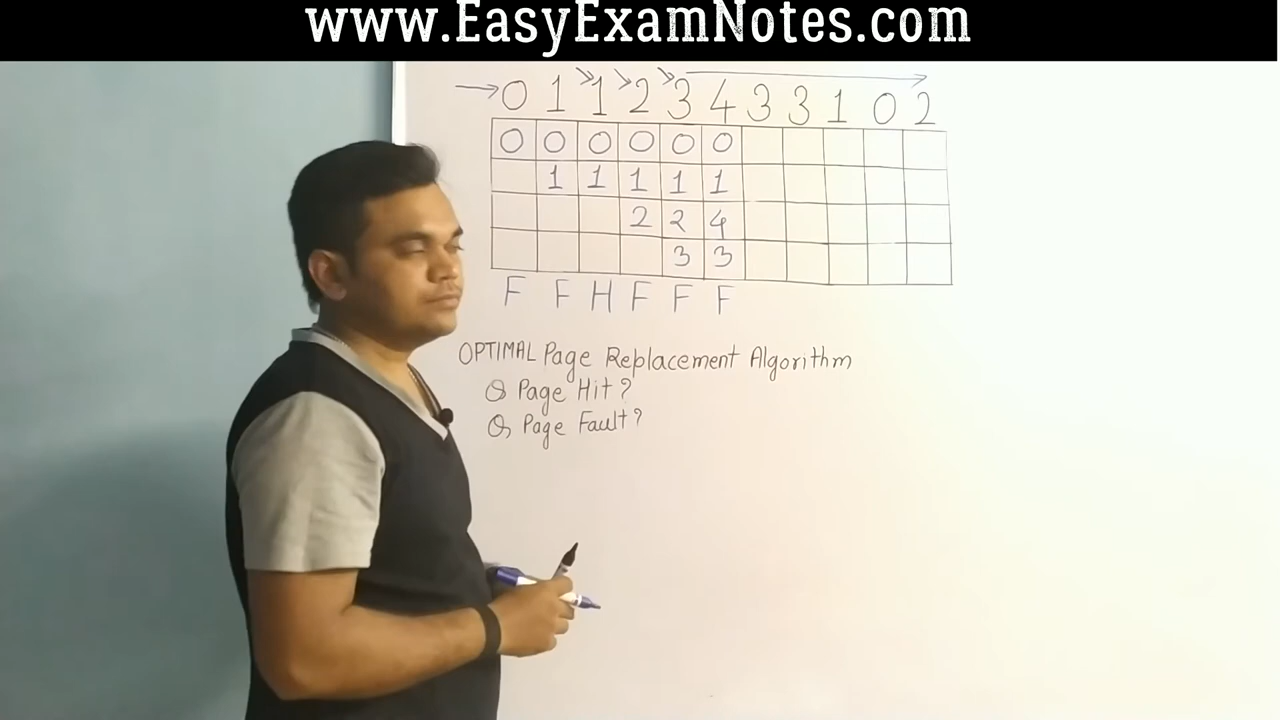 www.EasyExamNotes.com
→0 1 1 2 3 4 3 3 1 0 2
0 0 0 0 0 0
1 1 1 1 1
2 2 4
3 3
F F H F F F
OPTIMAL Page Replacement Algorithm
Q Page Hit?
Q, Page Fault?